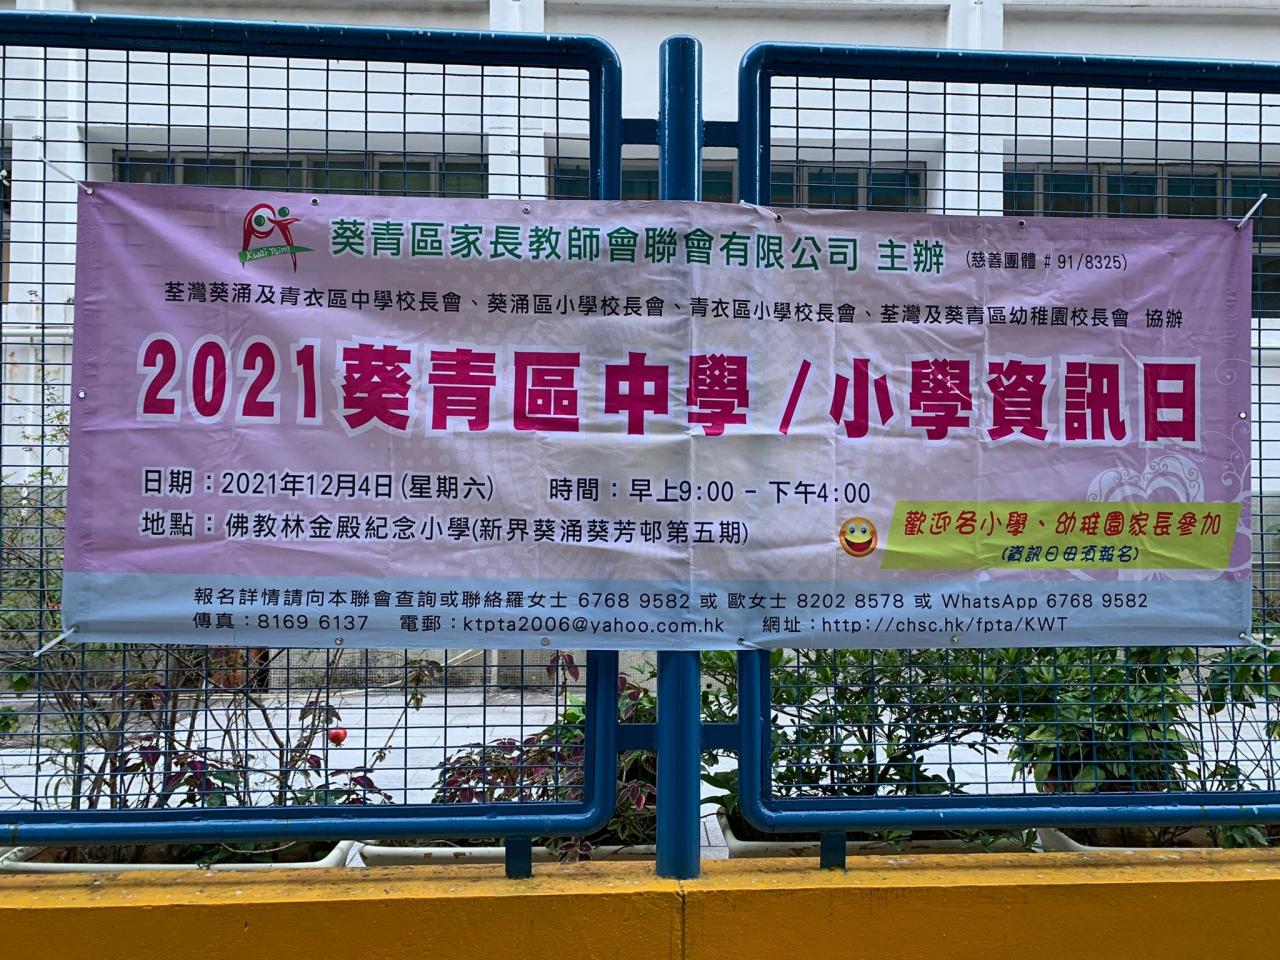 Kwai Tsing
葵青區家長教師會聯會有限公司 主辦 (慈善團體 # 91/8325)
荃灣葵涌及青衣區中學校長會、葵涌區小學校長會、青衣區小學校長會、荃灣及葵青區幼稚園校長會 協辦
2021葵青區中學/小學資訊日
日期：2021年12月4日(星期六) 時間：早上9:00 - 下午4:00
地點：佛教林金殿紀念小學(新界葵涌葵芳邨第五期)
歡迎各小學、幼稚園家長參加
(資訊日毋須報名)
報名詳情請向本聯會查詢或聯絡羅女士 6768 9582 或 歐女士 8202 8578 或 WhatsApp 6768 9582
傳真：8169 6137 電郵：ktpta2006@yahoo.com.hk 網址：http://chsc.hk/fpta/KWT